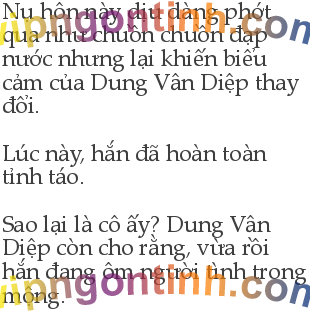 Nụ hôn này dịu dàng phớt
qua như chuồn chuồn đạp
nước nhưng lại khiến biểu
cảm của Dung Vân Diệp thay
đổi.
Lúc này, hắn đã hoàn toàn
tỉnh táo.
Sao lại là cô ấy? Dung Vân
Diệp còn cho rằng, vừa rồi
hắn đang ôm người tình trong
mộng.
vipngontinh.com
vipngontinh.com